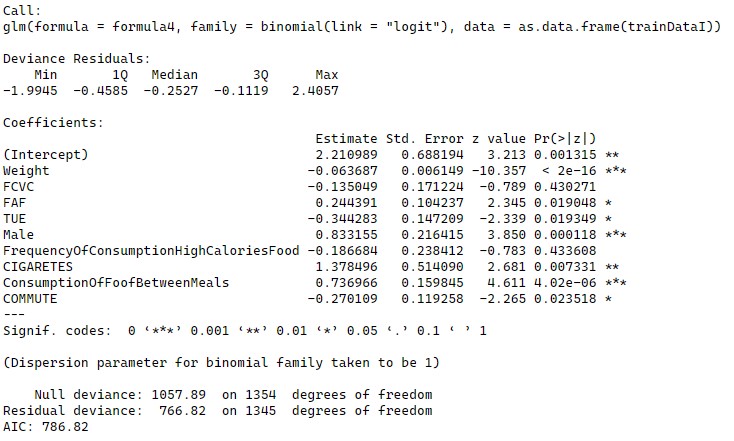 Call:
glm(formula = formula4, family = binomial(link = "logit"), data = as.data.frame(trainDataI))
Deviance Residuals:
Min 1Q Median 3Q Max
-1.9945 -0.4585 -0.2527 -0.1119 2.4057
Coefficients:
Estimate Std. Error z value Pr(>|z|)
(Intercept) 2.210989 0.688194 3.213 0.001315 **
Weight -0.063687 0.006149 -10.357 < 2e-16 ***
FCVC -0.135049 0.171224 -0.789 0.430271
FAF 0.244391 0.104237 2.345 0.019048 *
TUE -0.344283 0.147209 -2.339 0.019349 *
Male 0.833155 0.216415 3.850 0.000118 ***
FrequencyOfConsumptionHighCaloriesFood -0.186684 0.238412 -0.783 0.433608
CIGARETES 1.378496 0.514090 2.681 0.007331 **
ConsumptionOfFoofBetweenMeals 0.736966 0.159845 4.611 4.02e-06 ***
COMMUTE -0.270109 0.119258 -2.265 0.023518 *
---
Signif. codes: 0 ‘***’ 0.001 ‘**’ 0.01 ‘*’ 0.05 ‘.’ 0.1 ‘ ’ 1
(Dispersion parameter for binomial family taken to be 1)
Null deviance: 1057.89 on 1354 degrees of freedom
Residual deviance: 766.82 on 1345 degrees of freedom
AIC: 786.82